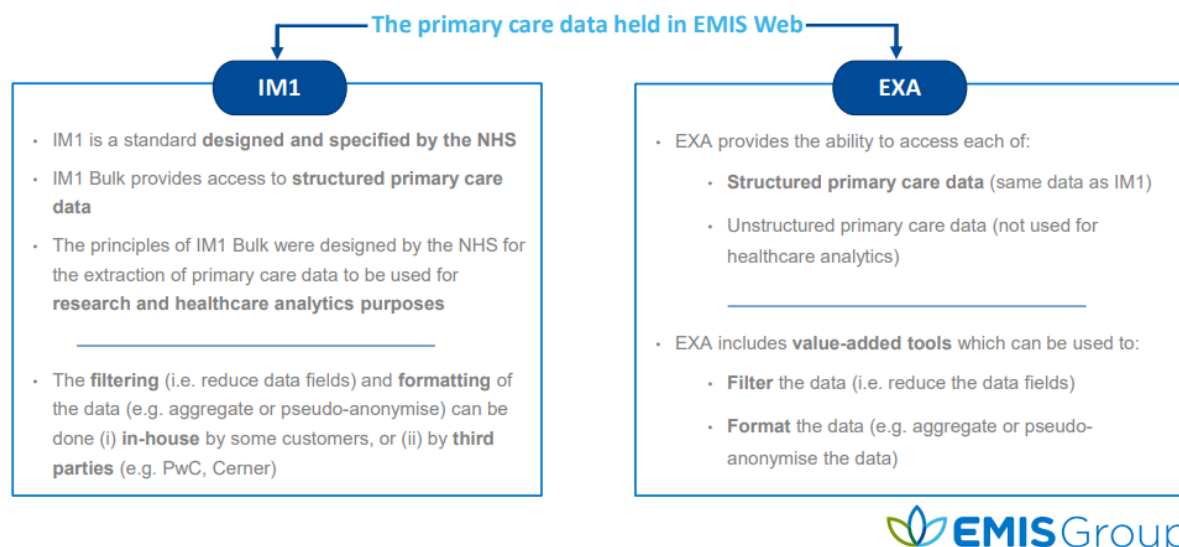 The primary care data held in EMIS Web
IM1
• IM1 is a standard designed and specified by the NHS
• IM1 Bulk provides access to structured primary care
data
• The principles of IM1 Bulk were designed by the NHS for
the extraction of primary care data to be used for
research and healthcare analytics purposes
• The filtering (i.e. reduce data fields) and formatting of
the data (e.g. aggregate or pseudo-anonymise) can be
done (i) in-house by some customers, or (ii) by third
parties (e.g. PwC, Cerner)
EXA
• EXA provides the ability to access each of:
• Structured primary care data (same data as IM1)
• Unstructured primary care data (not used for
healthcare analytics)
• EXA includes value-added tools which can be used to:
• Filter the data (i.e. reduce the data fields)
• Format the data (e.g. aggregate or pseudo-
anonymise the data)
EMIS Group